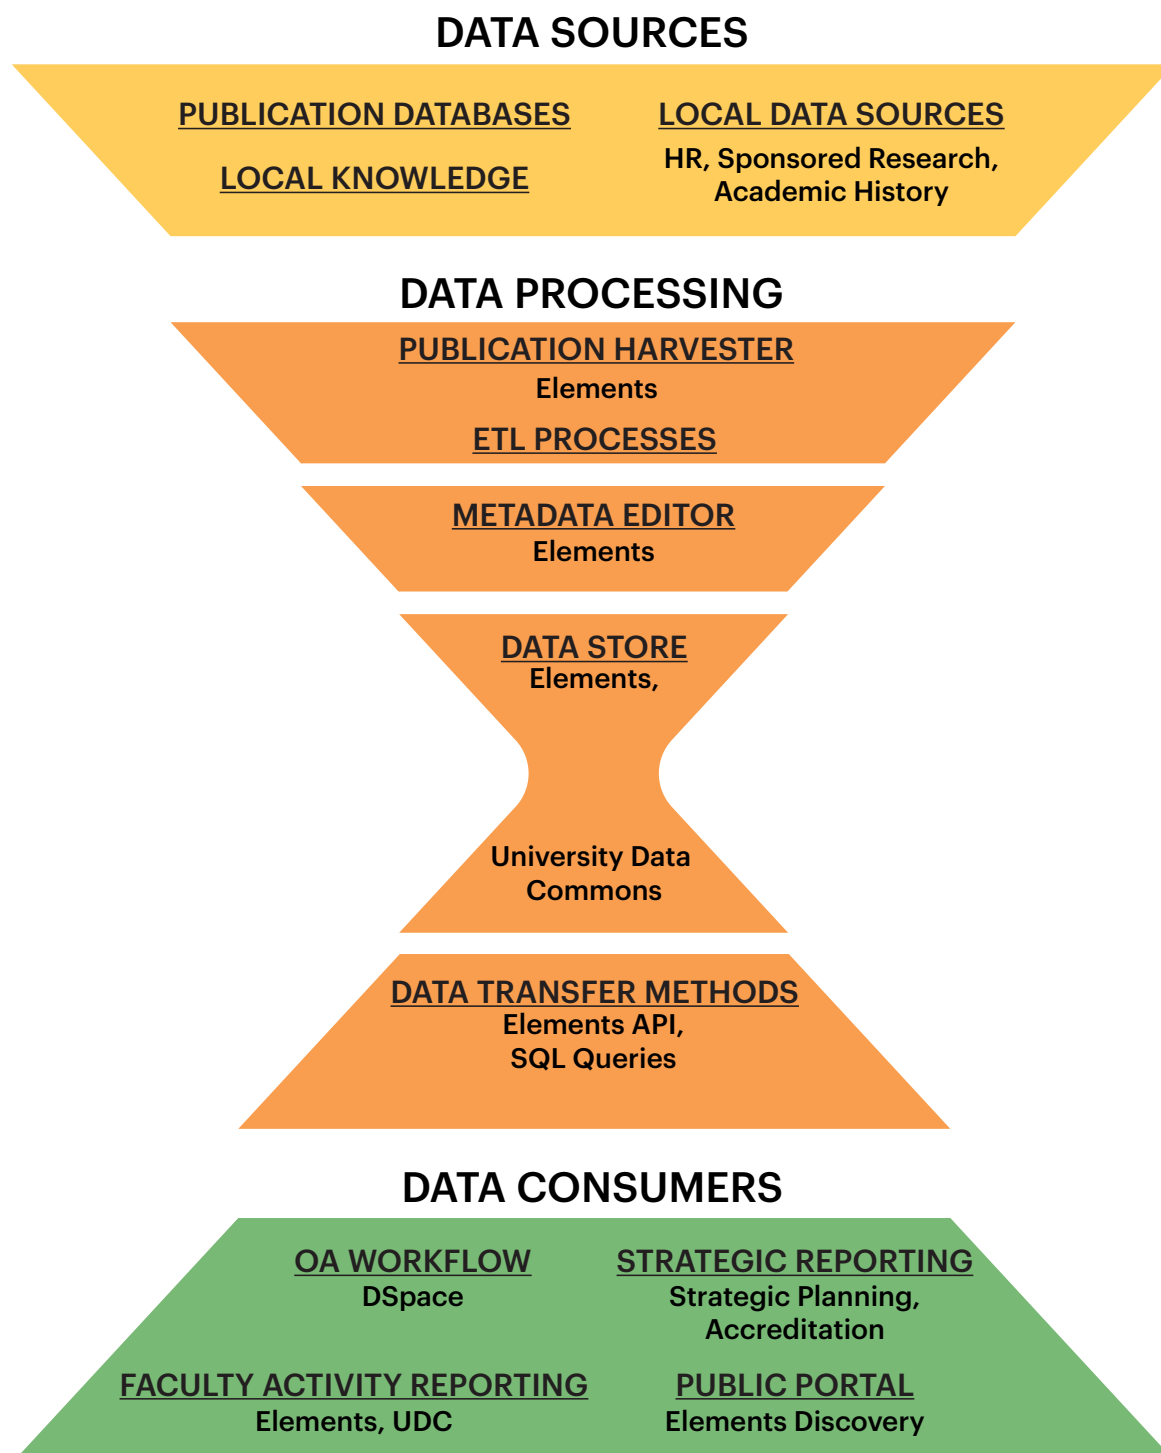 DATA SOURCES
PUBLICATION DATABASES
LOCAL KNOWLEDGE
LOCAL DATA SOURCES
HR, Sponsored Research,
Academic History
DATA PROCESSING
PUBLICATION HARVESTER
Elements
ETL PROCESSES
METADATA EDITOR
Elements
DATA STORE
Elements,
University Data
Commons
DATA TRANSFER METHODS
Elements API,
SQL Queries
DATA CONSUMERS
OA WORKFLOW
DSpace
STRATEGIC REPORTING
Strategic Planning,
Accreditation
FACULTY ACTIVITY REPORTING
Elements, UDC
PUBLIC PORTAL
Elements Discovery